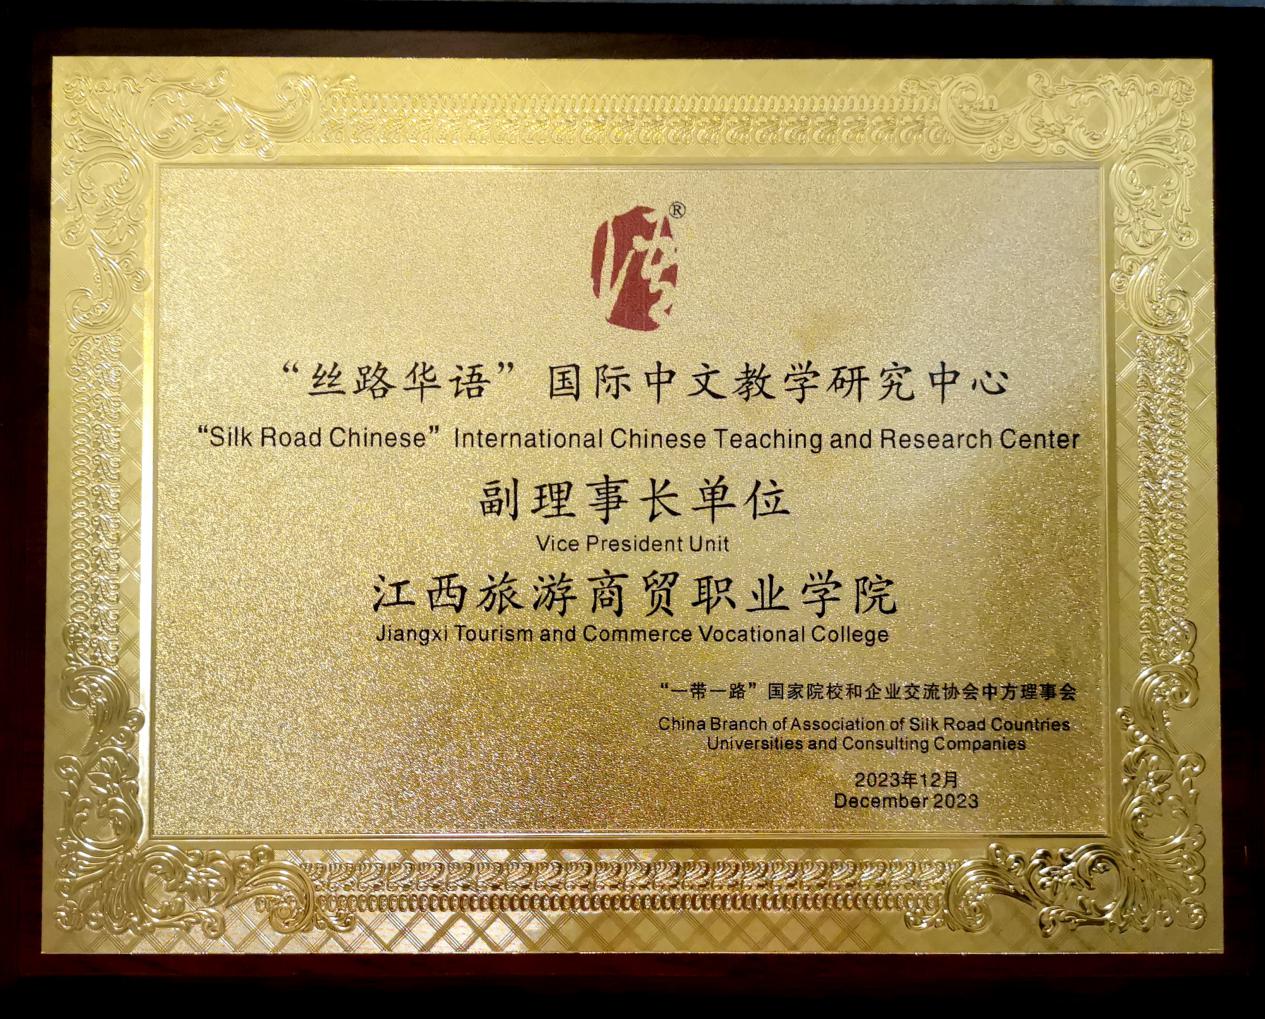 ®
“丝路华语” 国际中文教学研究中心
“Silk Road Chinese” International Chinese Teaching and Research Center
副理事长单位
Vice President Unit
江西旅游商贸职业学院
Jiangxi Tourism and Commerce Vocational College
“一带一路” 国家院校和企业交流协会中方理事会
China Branch of Association of Silk Road Countries
Universities and Consulting Companies
2023年12月
December 2023